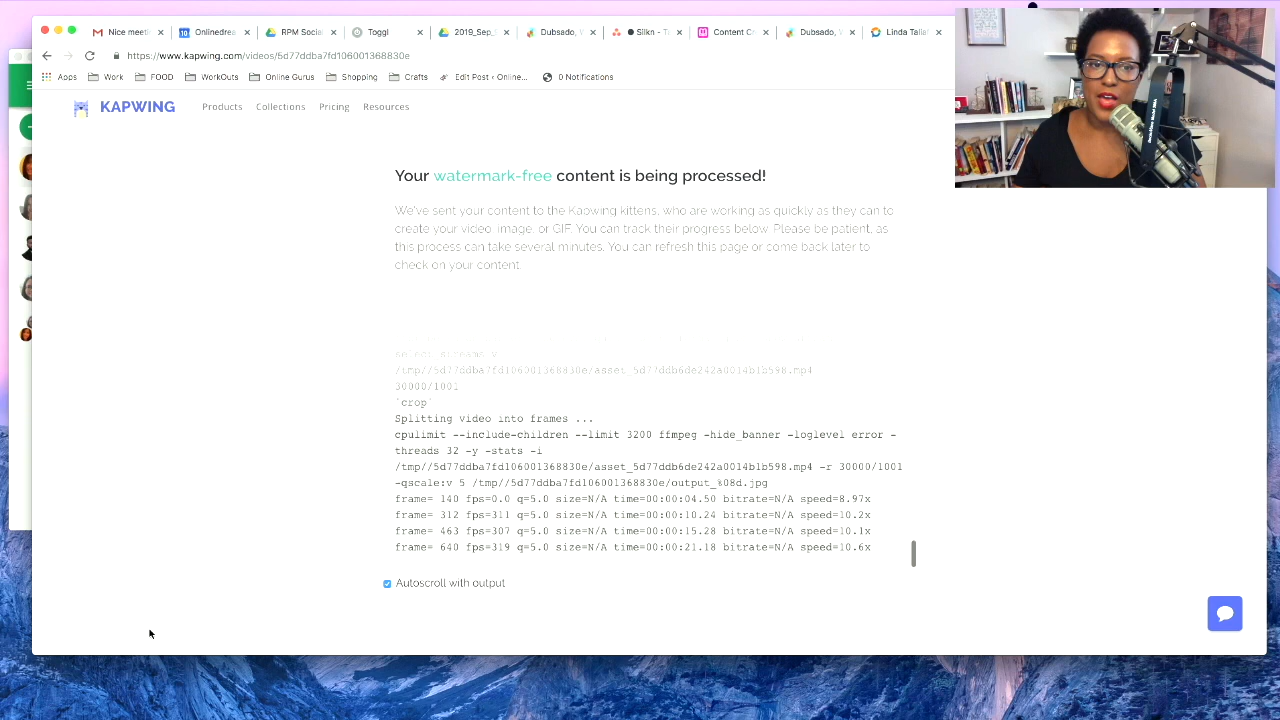 Nice meeti
Onlinedrea
SM Social
Toggl
2019_Sep_
Dubsado, V
Silkn - T
Content C
Dubsado, V
Linda Tallai
https://www.kapwing.com/videos/5d77ddba7fd106001368830e
Apps Work FOOD WorkOuts Online Gurus Shopping Crafts Edit Post ‹ Online... 0 Notifications
KAPWING Products Collections Pricing Resources
Your watermark-free content is being processed!
We've sent your content to the Kapwing kittens, who are working as quickly as they can to
create your video, image, or GIF. You can track their progress below. Please be patient, as
this process can take several minutes. You can refresh this page or come back later to
check on your content.
select_streams v
/tmp//5d77ddba7fd106001368830e/asset_5d77ddb6de242a0014b1b598.mp4
30000/1001
`crop`
Splitting video into frames ...
cpulimit --include-children --limit 3200 ffmpeg -hide_banner -loglevel error -
threads 32 -y -stats -i
/tmp//5d77ddba7fd106001368830e/asset_5d77ddb6de242a0014b1b598.mp4 -r 30000/1001
-qscale:v 5 /tmp//5d77ddba7fd106001368830e/output_%08d.jpg
frame= 140 fps=0.0 q=5.0 size=N/A time=00:00:04.50 bitrate=N/A speed=8.97x
frame= 312 fps=311 q=5.0 size=N/A time=00:00:10.24 bitrate=N/A speed=10.2x
frame= 463 fps=307 q=5.0 size=N/A time=00:00:15.28 bitrate=N/A speed=10.1x
frame= 640 fps=319 q=5.0 size=N/A time=00:00:21.18 bitrate=N/A speed=10.6x
Autoscroll with output